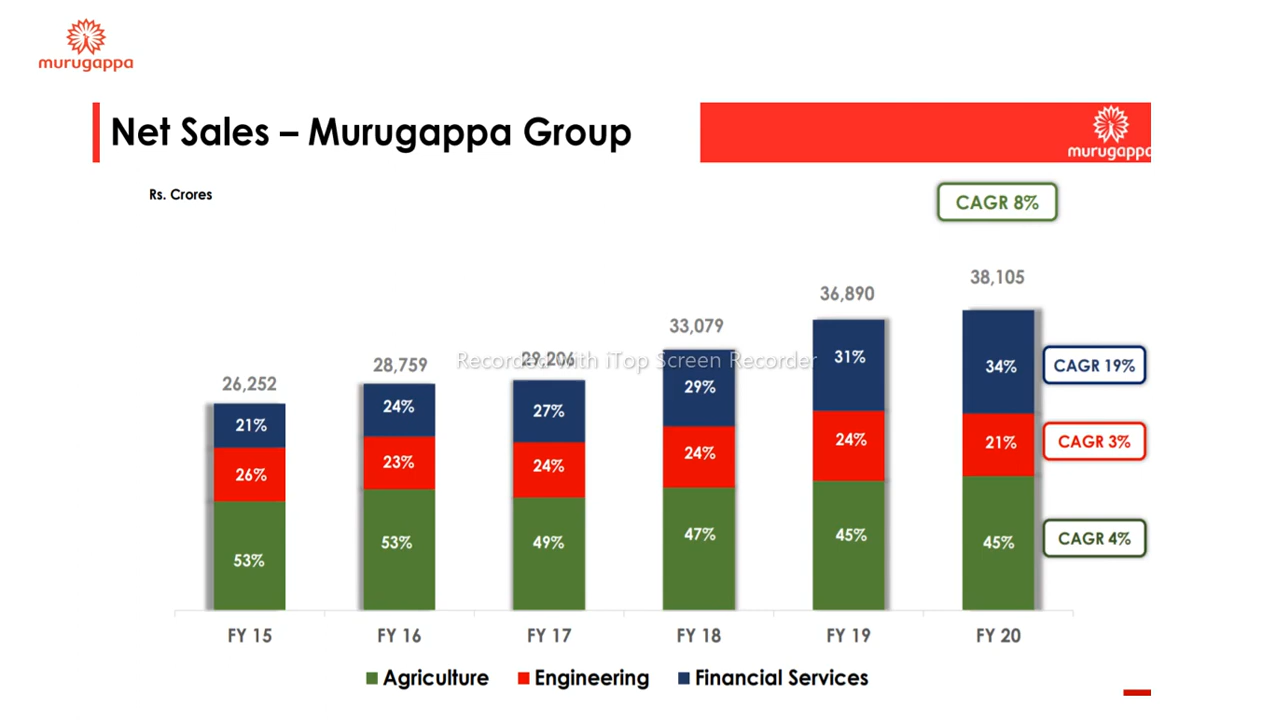 murugappa
Net Sales – Murugappa Group
murugappa
Rs. Crores
CAGR 8%
26,252
28,759
29,206
33,079
36,890
38,105
Recorded with iTop Screen Recorder
21%
24%
27%
29%
31%
34%
CAGR 19%
26%
23%
24%
24%
24%
21%
CAGR 3%
53%
53%
49%
47%
45%
45%
CAGR 4%
FY 15
FY 16
FY 17
FY 18
FY 19
FY 20
Agriculture
Engineering
Financial Services